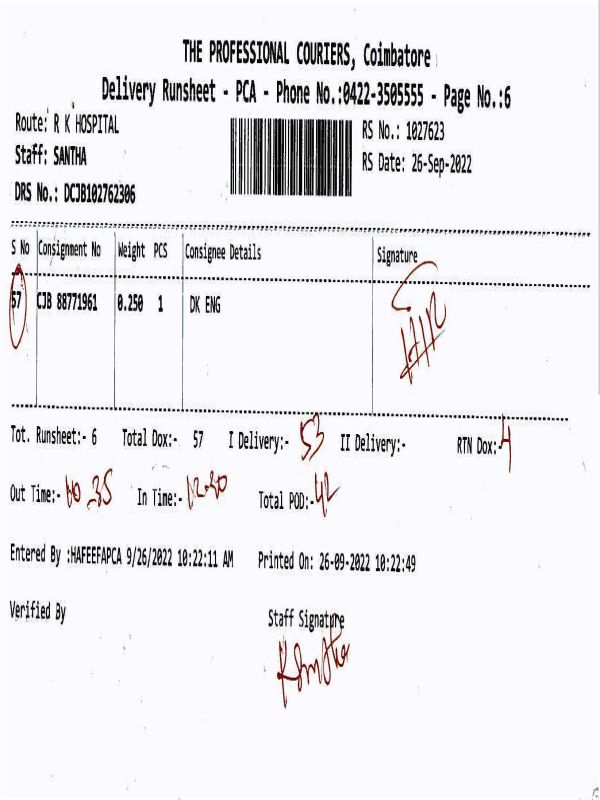 THE PROFESSIONAL COURIERS, Coimbatore
Delivery Runsheet - PCA - Phone No.:0422-3505555 - Page No.:6
Route: R K HOSPITAL
RS No.: 1027623
Staff: SANTHA
RS Date: 26-Sep-2022
DRS No.: DCJB102762306
S No Consignment No Weight PCS Consignee Details Signature
57 CJB 88771961 0.250 1 DK ENG
Tot. Runsheet:- 6 Total Dox:- 57 I Delivery:- 53 II Delivery:- RTN Dox:- 4
Out Time:- 10.35 In Time:- 12.30 Total POD:- 42
Entered By :HAFEEFAPCA 9/26/2022 10:22:11 AM Printed On: 26-09-2022 10:22:49
Verified By Staff Signature